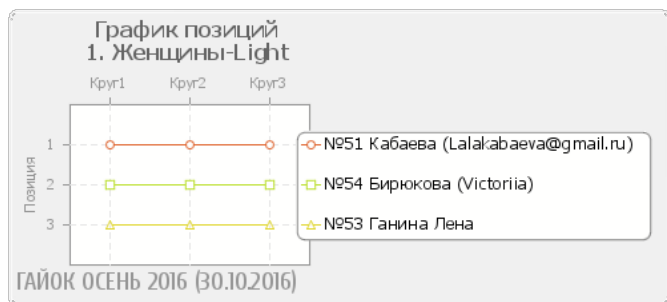 График позиций
1. Женщины-Light
Круг1 Круг2 Круг3
Позиция
1
2
3
№51 Кабаева (Lalakabaeva@gmail.ru)
№54 Бирюкова (Victoriia)
№53 Ганина Лена
ГАЙОК ОСЕНЬ 2016 (30.10.2016)